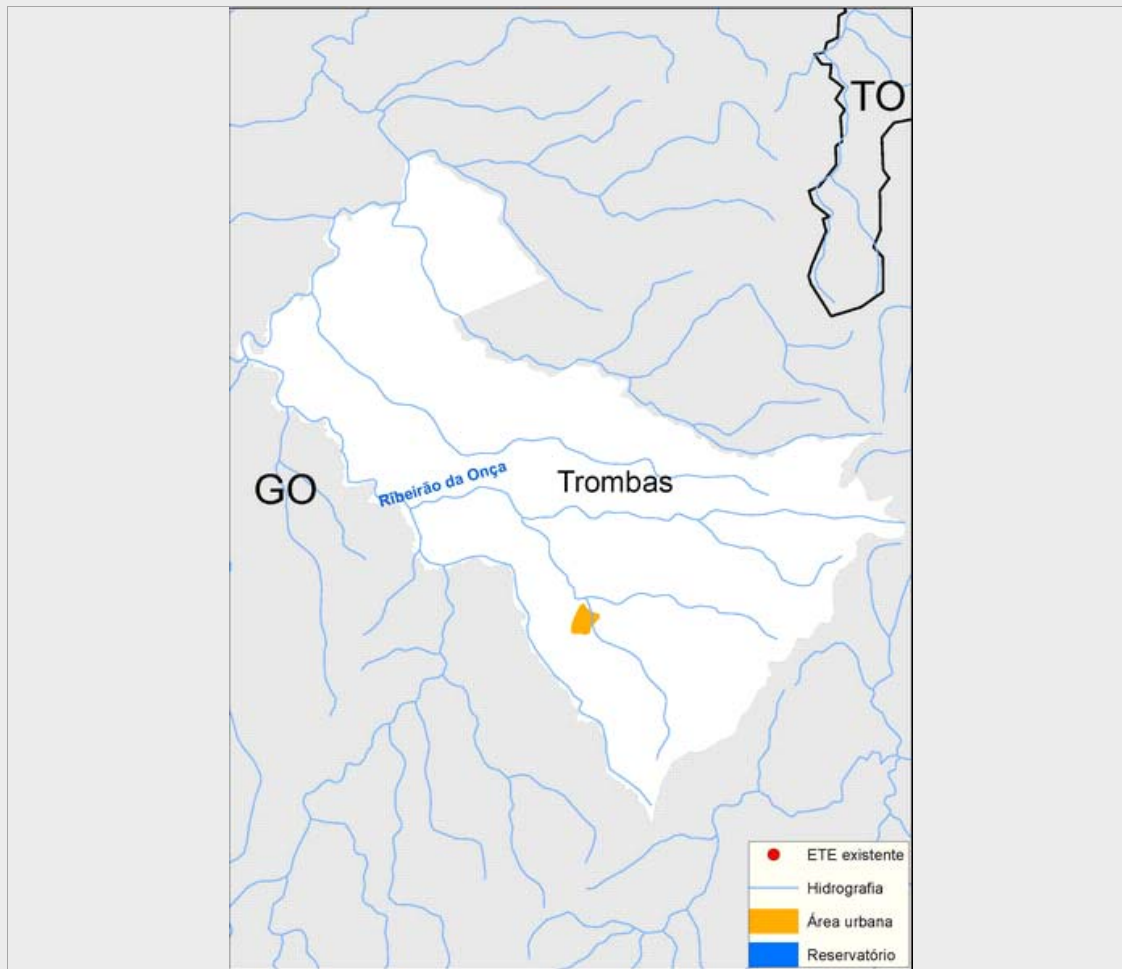 TO
Ribeirão da Onça
Trombas
GO
ETE existente
Hidrografia
Área urbana
Reservatório